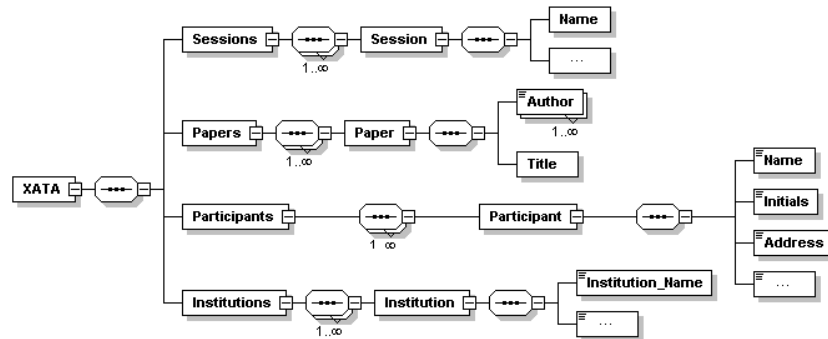 Name
Sessions
Session
1..∞
...
Author
Papers
Paper
1..∞
1..∞
Title
Name
XATA
Initials
Participants
Participant
1 ∞
Address
...
Institution_Name
Institutions
Institution
1..∞
...